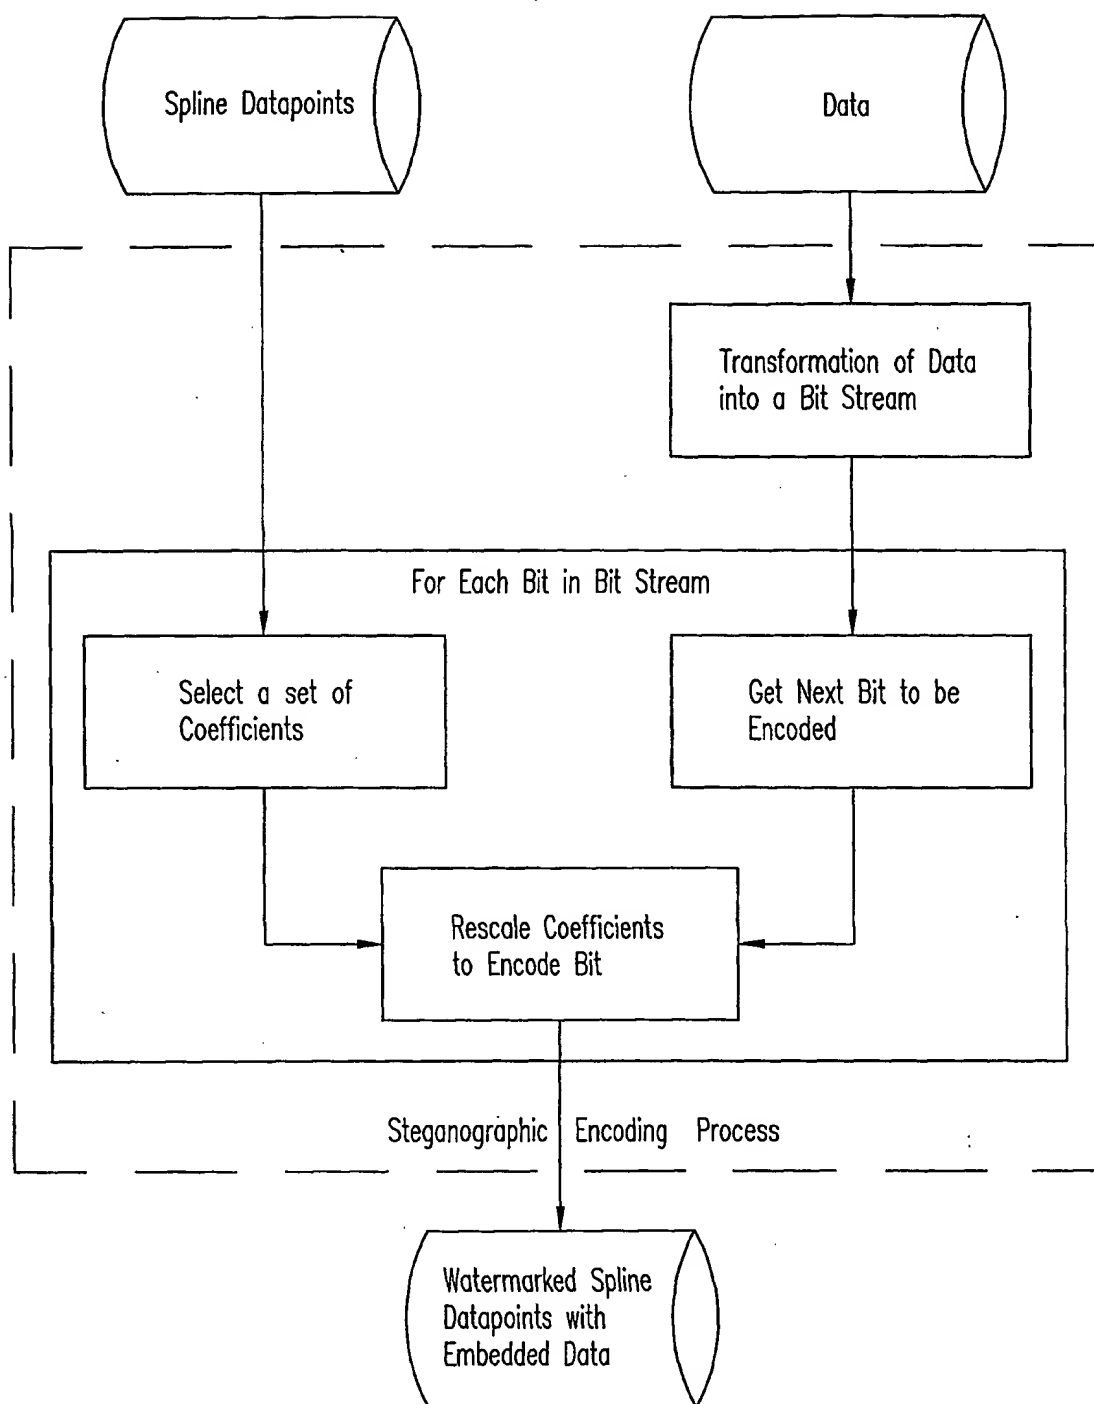 Spline Datapoints
Data
Transformation of Data
into a Bit Stream
For Each Bit in Bit Stream
Select a set of
Coefficients
Get Next Bit to be
Encoded
Rescale Coefficients
to Encode Bit
Steganographic Encoding Process
Watermarked Spline
Datapoints with
Embedded Data